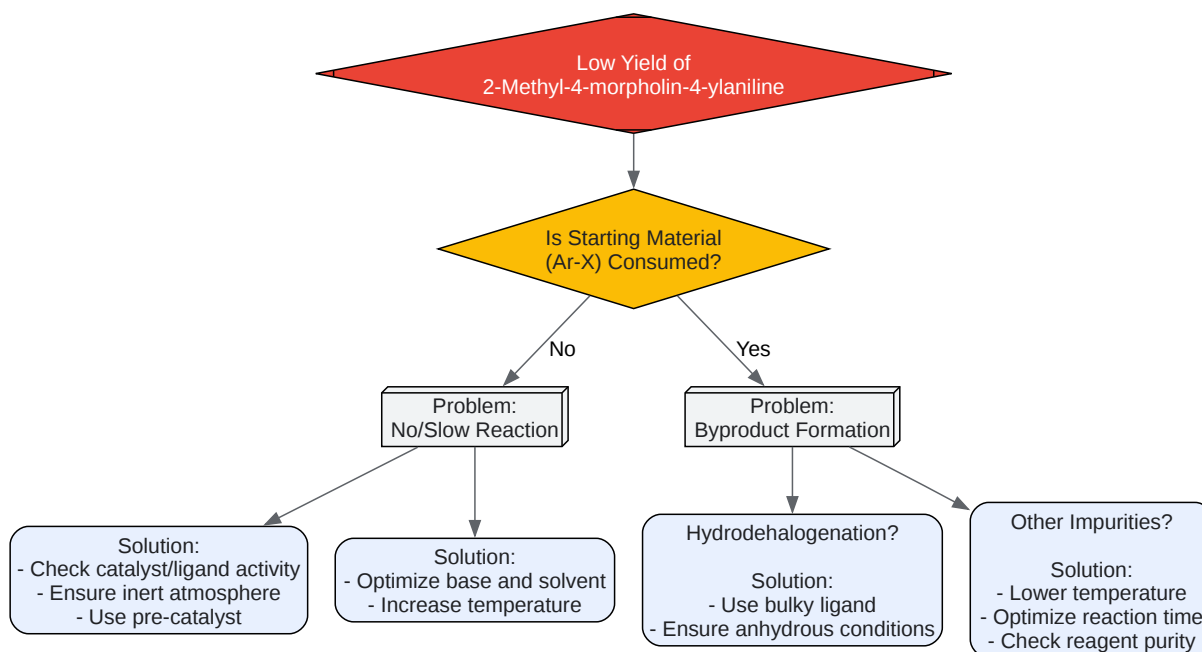 Low Yield of
2-Methyl-4-morpholin-4-ylaniline
Is Starting Material
(Ar-X) Consumed?
No
Yes
Problem:
No/Slow Reaction
Problem:
Byproduct Formation
Solution:
- Check catalyst/ligand activity
- Ensure inert atmosphere
- Use pre-catalyst
Solution:
- Optimize base and solvent
- Increase temperature
Hydrodehalogenation?
Solution:
- Use bulky ligand
- Ensure anhydrous conditions
Other Impurities?
Solution:
- Lower temperature
- Optimize reaction time
- Check reagent purity